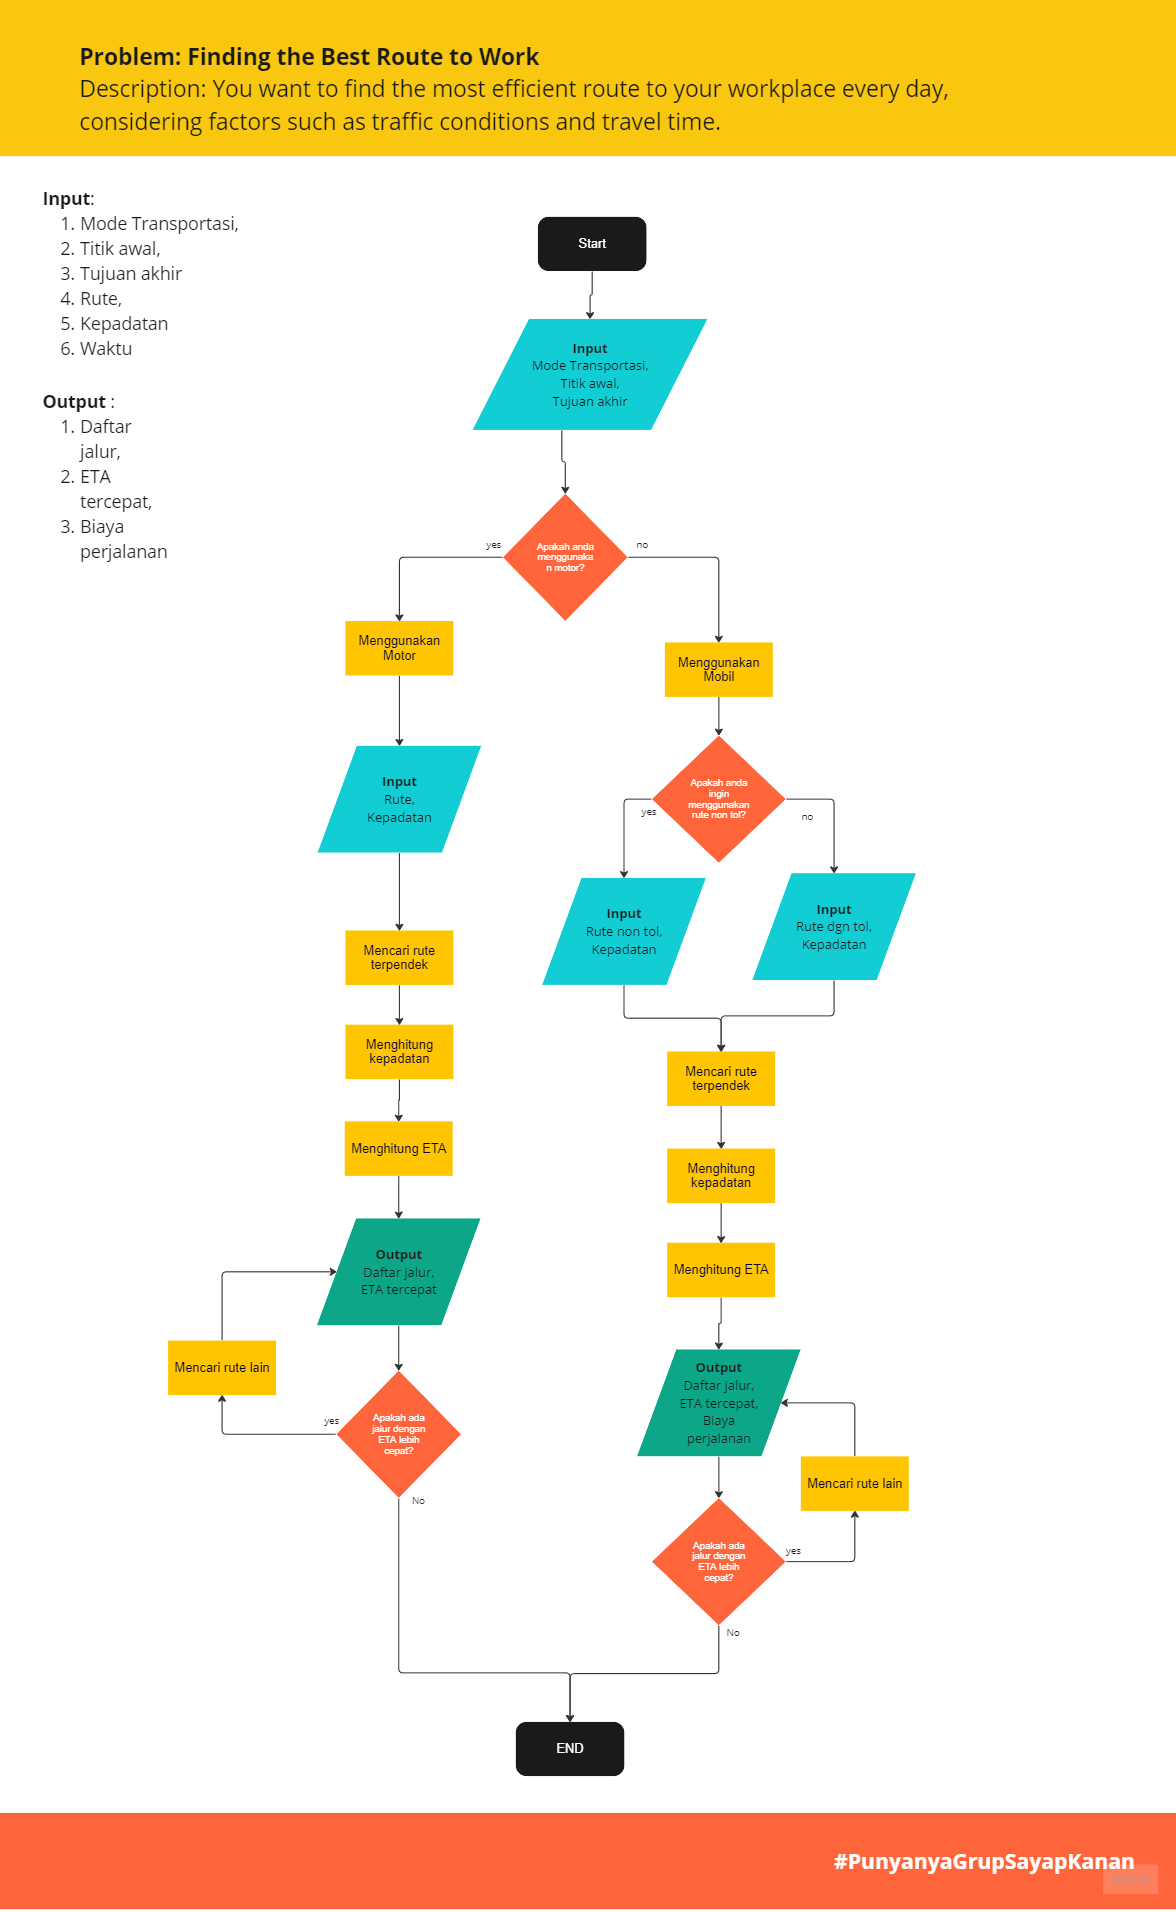 Problem: Finding the Best Route to Work
Description: You want to find the most efficient route to your workplace every day,
considering factors such as traffic conditions and travel time.
Input:
1. Mode Transportasi,
2. Titik awal,
3. Tujuan akhir
4. Rute,
5. Kepadatan
6. Waktu
Output :
1. Daftar
jalur,
2. ETA
tercepat,
3. Biaya
perjalanan
Start
Input
Mode Transportasi,
Titik awal,
Tujuan akhir
Apakah anda
menggunaka
n motor?
yes
no
Menggunakan
Motor
Menggunakan
Mobil
Input
Rute,
Kepadatan
Apakah anda
ingin
menggunakan
rute non tol?
yes
no
Input
Rute non tol,
Kepadatan
Input
Rute dgn tol,
Kepadatan
Mencari rute
terpendek
Menghitung
kepadatan
Menghitung ETA
Mencari rute
terpendek
Menghitung
kepadatan
Menghitung ETA
Output
Daftar jalur,
ETA tercepat
Mencari rute lain
yes
Apakah ada
jalur dengan
ETA lebih
cepat?
No
Output
Daftar jalur,
ETA tercepat,
Biaya
perjalanan
Mencari rute lain
Apakah ada
jalur dengan
ETA lebih
cepat?
yes
No
END
#PunyanyaGrupSayapKanan